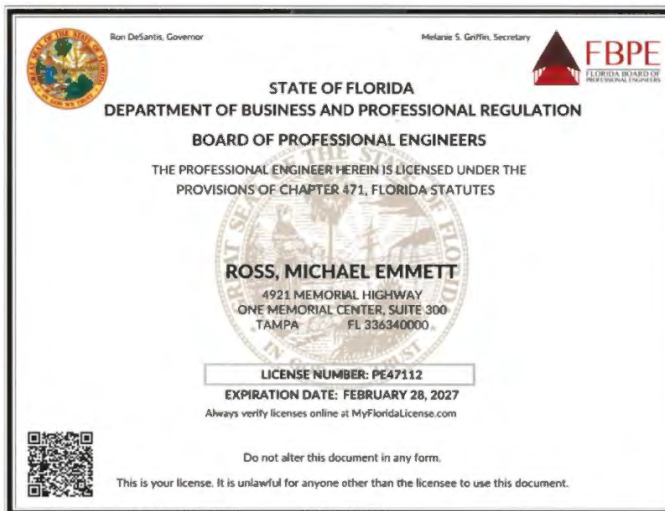 Ron DeSantis, Governor
Melanie S. Griffin, Secretary
FBPE
FLORIDA BOARD OF
PROFESSIONAL ENGINEERS
STATE OF FLORIDA
DEPARTMENT OF BUSINESS AND PROFESSIONAL REGULATION
BOARD OF PROFESSIONAL ENGINEERS
THE PROFESSIONAL ENGINEER HEREIN IS LICENSED UNDER THE
PROVISIONS OF CHAPTER 471, FLORIDA STATUTES
ROSS, MICHAEL EMMETT
4921 MEMORIAL HIGHWAY
ONE MEMORIAL CENTER, SUITE 300
TAMPA FL 336340000
LICENSE NUMBER: PE47112
EXPIRATION DATE: FEBRUARY 28, 2027
Always verify licenses online at MyFloridaLicense.com
Do not alter this document in any form.
This is your license. It is unlawful for anyone other than the licensee to use this document.